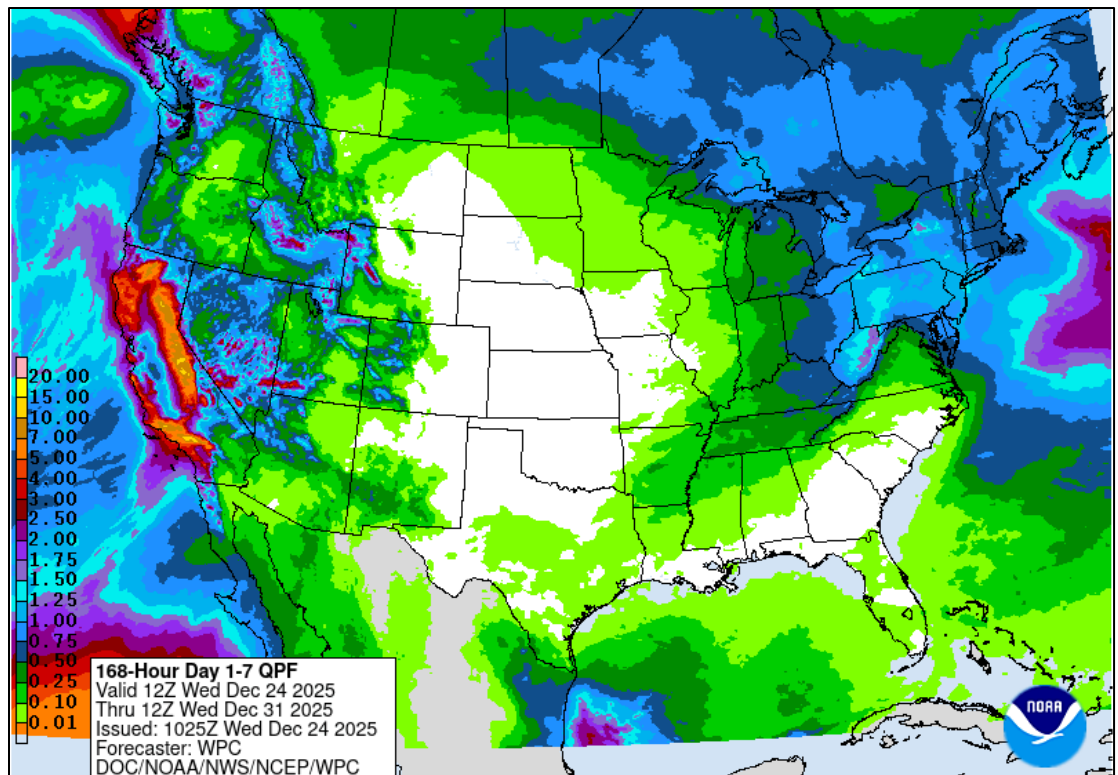 20.00
15.00
10.00
7.00
5.00
4.00
3.00
2.50
2.00
1.75
1.50
1.25
1.00
0.75
0.50
0.25
0.10
0.01
168-Hour Day 1-7 QPF
Valid 12Z Wed Dec 24 2025
Thru 12Z Wed Dec 31 2025
Issued: 1025Z Wed Dec 24 2025
Forecaster: WPC
DOC/NOAA/NWS/NCEP/WPC
NOAA